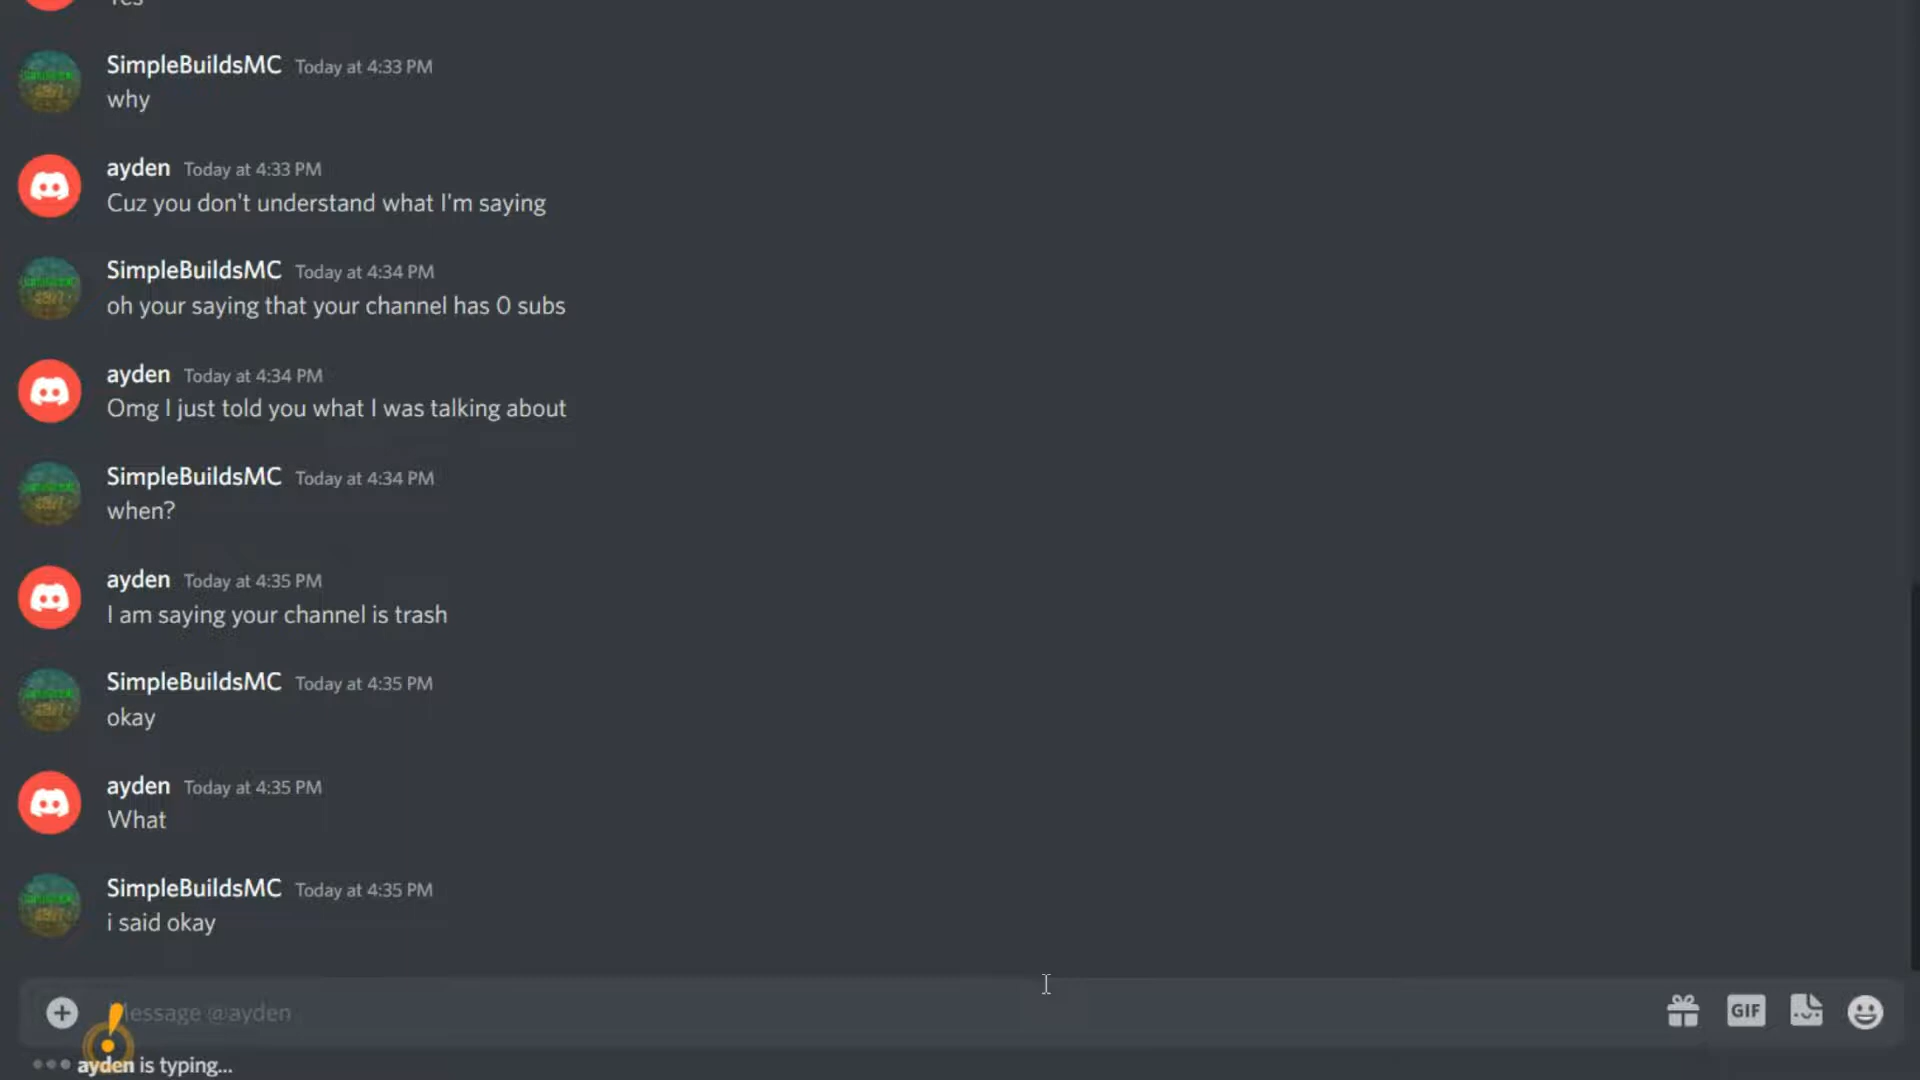 Yes
SimpleBuildsMC Today at 4:33 PM
why
ayden Today at 4:33 PM
Cuz you don't understand what I'm saying
SimpleBuildsMC Today at 4:34 PM
oh your saying that your channel has 0 subs
ayden Today at 4:34 PM
Omg I just told you what I was talking about
SimpleBuildsMC Today at 4:34 PM
when?
ayden Today at 4:35 PM
I am saying your channel is trash
SimpleBuildsMC Today at 4:35 PM
okay
ayden Today at 4:35 PM
What
SimpleBuildsMC Today at 4:35 PM
i said okay
Message @ayden
GIF
ayden is typing...